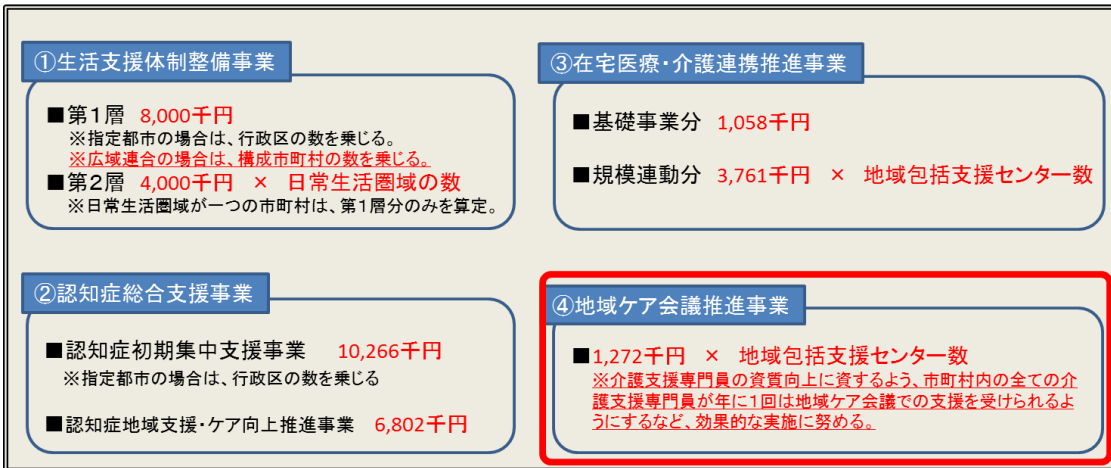 ①生活支援体制整備事業
■第1層 8,000千円
※指定都市の場合は、行政区の数を乗じる。
※広域連合の場合は、構成市町村の数を乗じる。
■第2層 4,000千円 × 日常生活圏域の数
※日常生活圏域が一つの市町村は、第1層分のみを算定。
②認知症総合支援事業
■認知症初期集中支援事業 10,266千円
※指定都市の場合は、行政区の数を乗じる
■認知症地域支援・ケア向上推進事業 6,802千円
③在宅医療・介護連携推進事業
■基礎事業分 1,058千円
■規模連動分 3,761千円 × 地域包括支援センター数
④地域ケア会議推進事業
■1,272千円 × 地域包括支援センター数
※介護支援専門員の資質向上に資するよう、市町村内の全ての介
護支援専門員が年に1回は地域ケア会議での支援を受けられるよ
うにするなど、効果的な実施に努める。